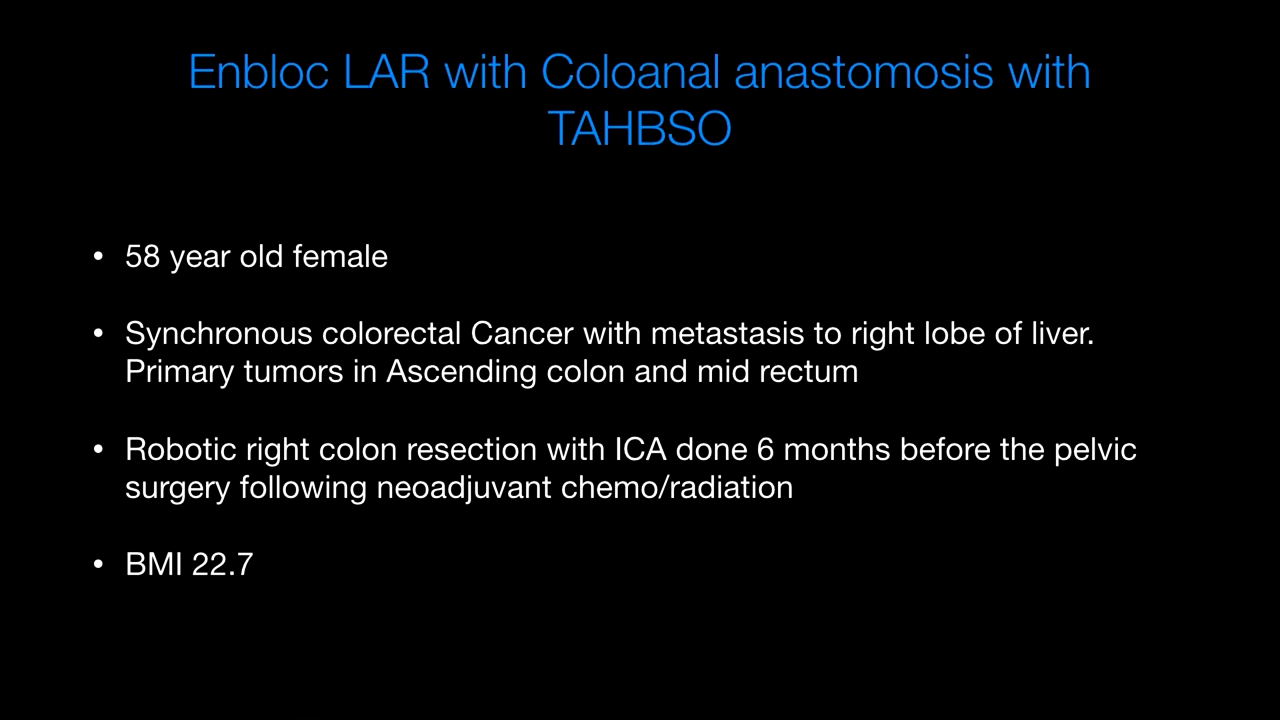 Enbloc LAR with Coloanal anastomosis with
TAHBSO
• 58 year old female
• Synchronous colorectal Cancer with metastasis to right lobe of liver.
Primary tumors in Ascending colon and mid rectum
• Robotic right colon resection with ICA done 6 months before the pelvic
surgery following neoadjuvant chemo/radiation
• BMI 22.7